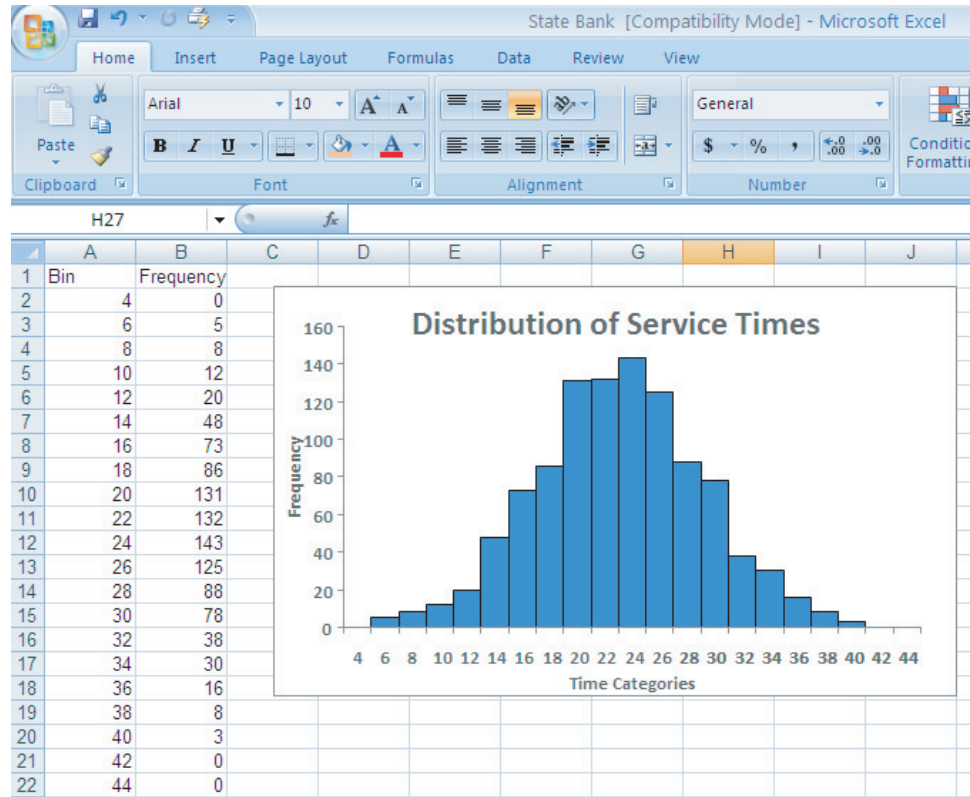 State Bank [Compatibility Mode] - Microsoft Excel
Home Insert Page Layout Formulas Data Review View
Paste
Clipboard
Arial 10 A A
B I U A
Font
Alignment
General
$ % , .0 .00 .00 .0
Number
Conditio
Formattin
H27 fx
A B C D E F G H I J
1 Bin Frequency
2 4 0
3 6 5
4 8 8
5 10 12
6 12 20
7 14 48
8 16 73
9 18 86
10 20 131
11 22 132
12 24 143
13 26 125
14 28 88
15 30 78
16 32 38
17 34 30
18 36 16
19 38 8
20 40 3
21 42 0
22 44 0
Distribution of Service Times
160
140
120
100
80
60
40
20
0
Frequency
4 6 8 10 12 14 16 18 20 22 24 26 28 30 32 34 36 38 40 42 44
Time Categories